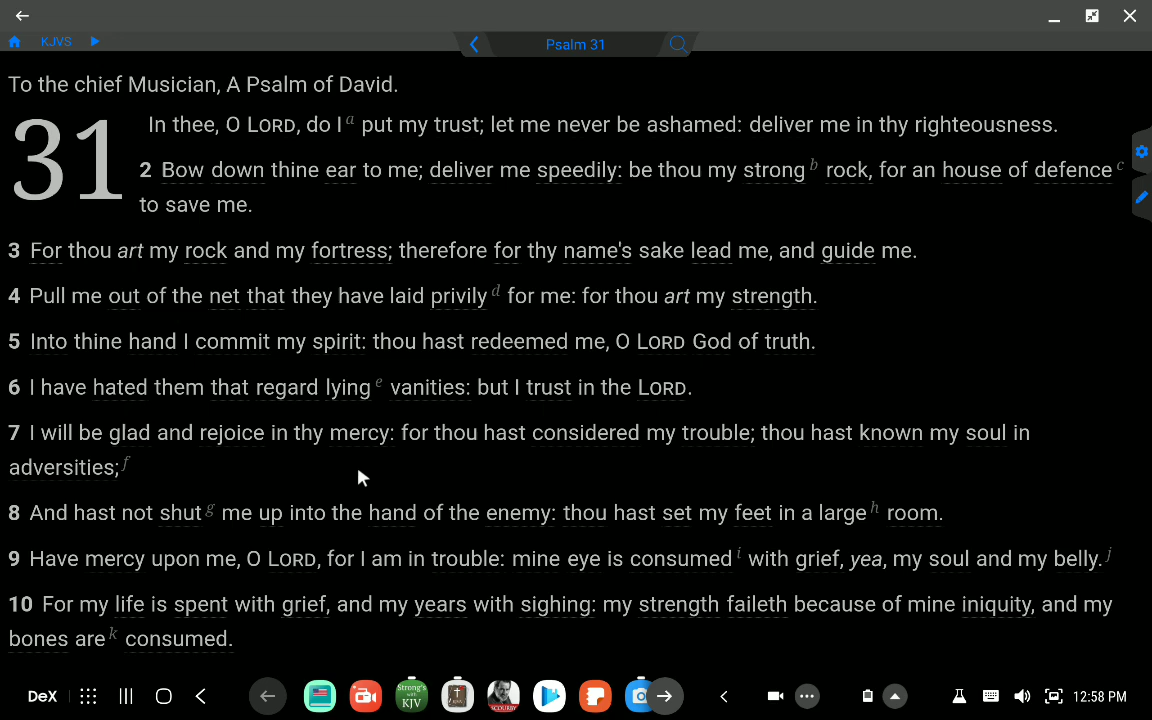 KJVS
Psalm 31
To the chief Musician, A Psalm of David.
31 In thee, O LORD, do I a put my trust; let me never be ashamed: deliver me in thy righteousness.
2 Bow down thine ear to me; deliver me speedily: be thou my strong b rock, for an house of defence c
to save me.
3 For thou art my rock and my fortress; therefore for thy name's sake lead me, and guide me.
4 Pull me out of the net that they have laid privily d for me: for thou art my strength.
5 Into thine hand I commit my spirit: thou hast redeemed me, O LORD God of truth.
6 I have hated them that regard lying e vanities: but I trust in the LORD.
7 I will be glad and rejoice in thy mercy: for thou hast considered my trouble; thou hast known my soul in
adversities; f
8 And hast not shut g me up into the hand of the enemy: thou hast set my feet in a large h room.
9 Have mercy upon me, O LORD, for I am in trouble: mine eye is consumed i with grief, yea, my soul and my belly. j
10 For my life is spent with grief, and my years with sighing: my strength faileth because of mine iniquity, and my
bones are k consumed.
DeX
Strong's
with
KJV
SCOURBY
12:58 PM